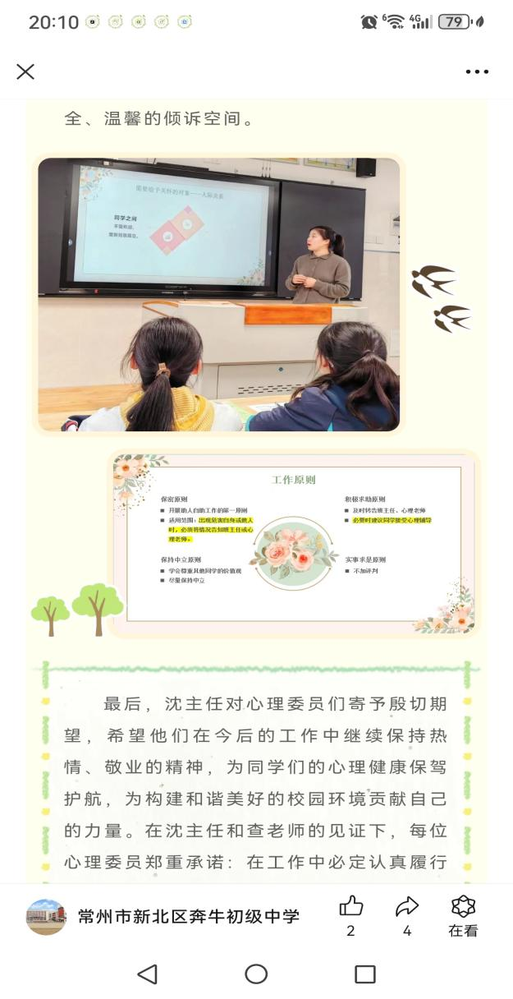 20:10
6
4G
79
全、温馨的倾诉空间。
需要给予关怀的对象——人际关系
同学之间
不受欢迎、
工作原则
保密原则
■ 开展助人自助工作的第一原则
■ 适用范围：出现危害自身或他人
时，必须将情况告知班主任或心
理老师。
积极求助原则
■ 及时转告班主任、心理老师
■ 必要时建议同学接受心理辅导
保持中立原则
■ 学会尊重其他同学的价值观
■ 尽量保持中立
实事求是原则
■ 不加评判
最后，沈主任对心理委员们寄予殷切期
望，希望他们在今后的工作中继续保持热
情、敬业的精神，为同学们的心理健康保驾
护航，为构建和谐美好的校园环境贡献自己
的力量。在沈主任和查老师的见证下，每位
心理委员郑重承诺：在工作中必定认真履行
常州市新北区奔牛初级中学
2
4
在看